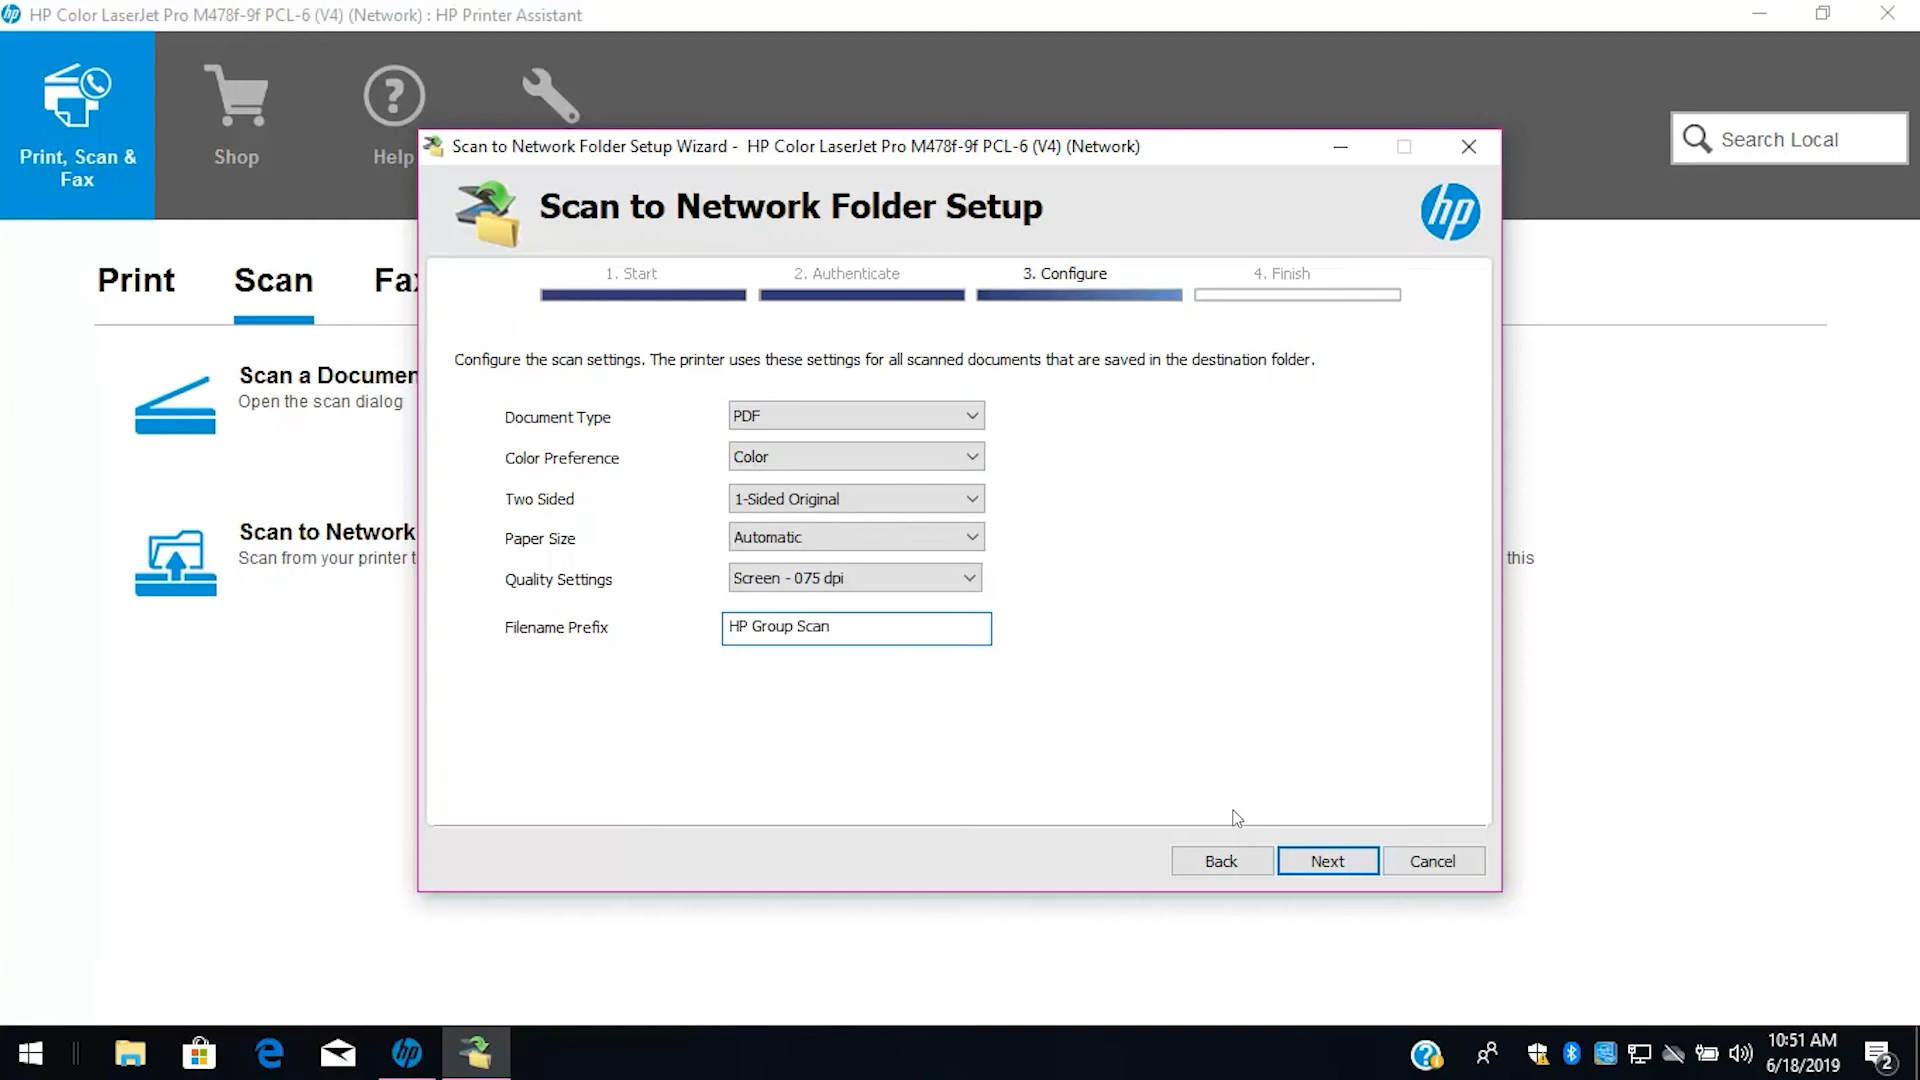 HP Color LaserJet Pro M478f-9f PCL-6 (V4) (Network) : HP Printer Assistant
Print, Scan &
Fax
Shop
Help
Search Local
Scan to Network Folder Setup Wizard - HP Color LaserJet Pro M478f-9f PCL-6 (V4) (Network)
Scan to Network Folder Setup
hp
1. Start
2. Authenticate
3. Configure
4. Finish
Print
Scan
Fax
Scan a Documen
Open the scan dialog
Scan to Network
Scan from your printer t
this
Configure the scan settings. The printer uses these settings for all scanned documents that are saved in the destination folder.
Document Type
PDF
Color Preference
Color
Two Sided
1-Sided Original
Paper Size
Automatic
Quality Settings
Screen - 075 dpi
Filename Prefix
HP Group Scan
Back
Next
Cancel
10:51 AM
6/18/2019
2